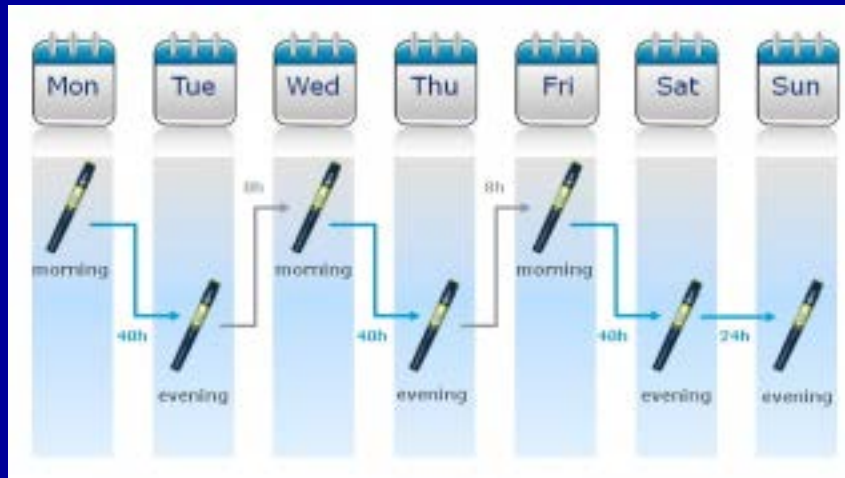 Mon Tue Wed Thu Fri Sat Sun
8h 8h
morning morning morning
40h 40h 40h 24h
evening evening evening evening